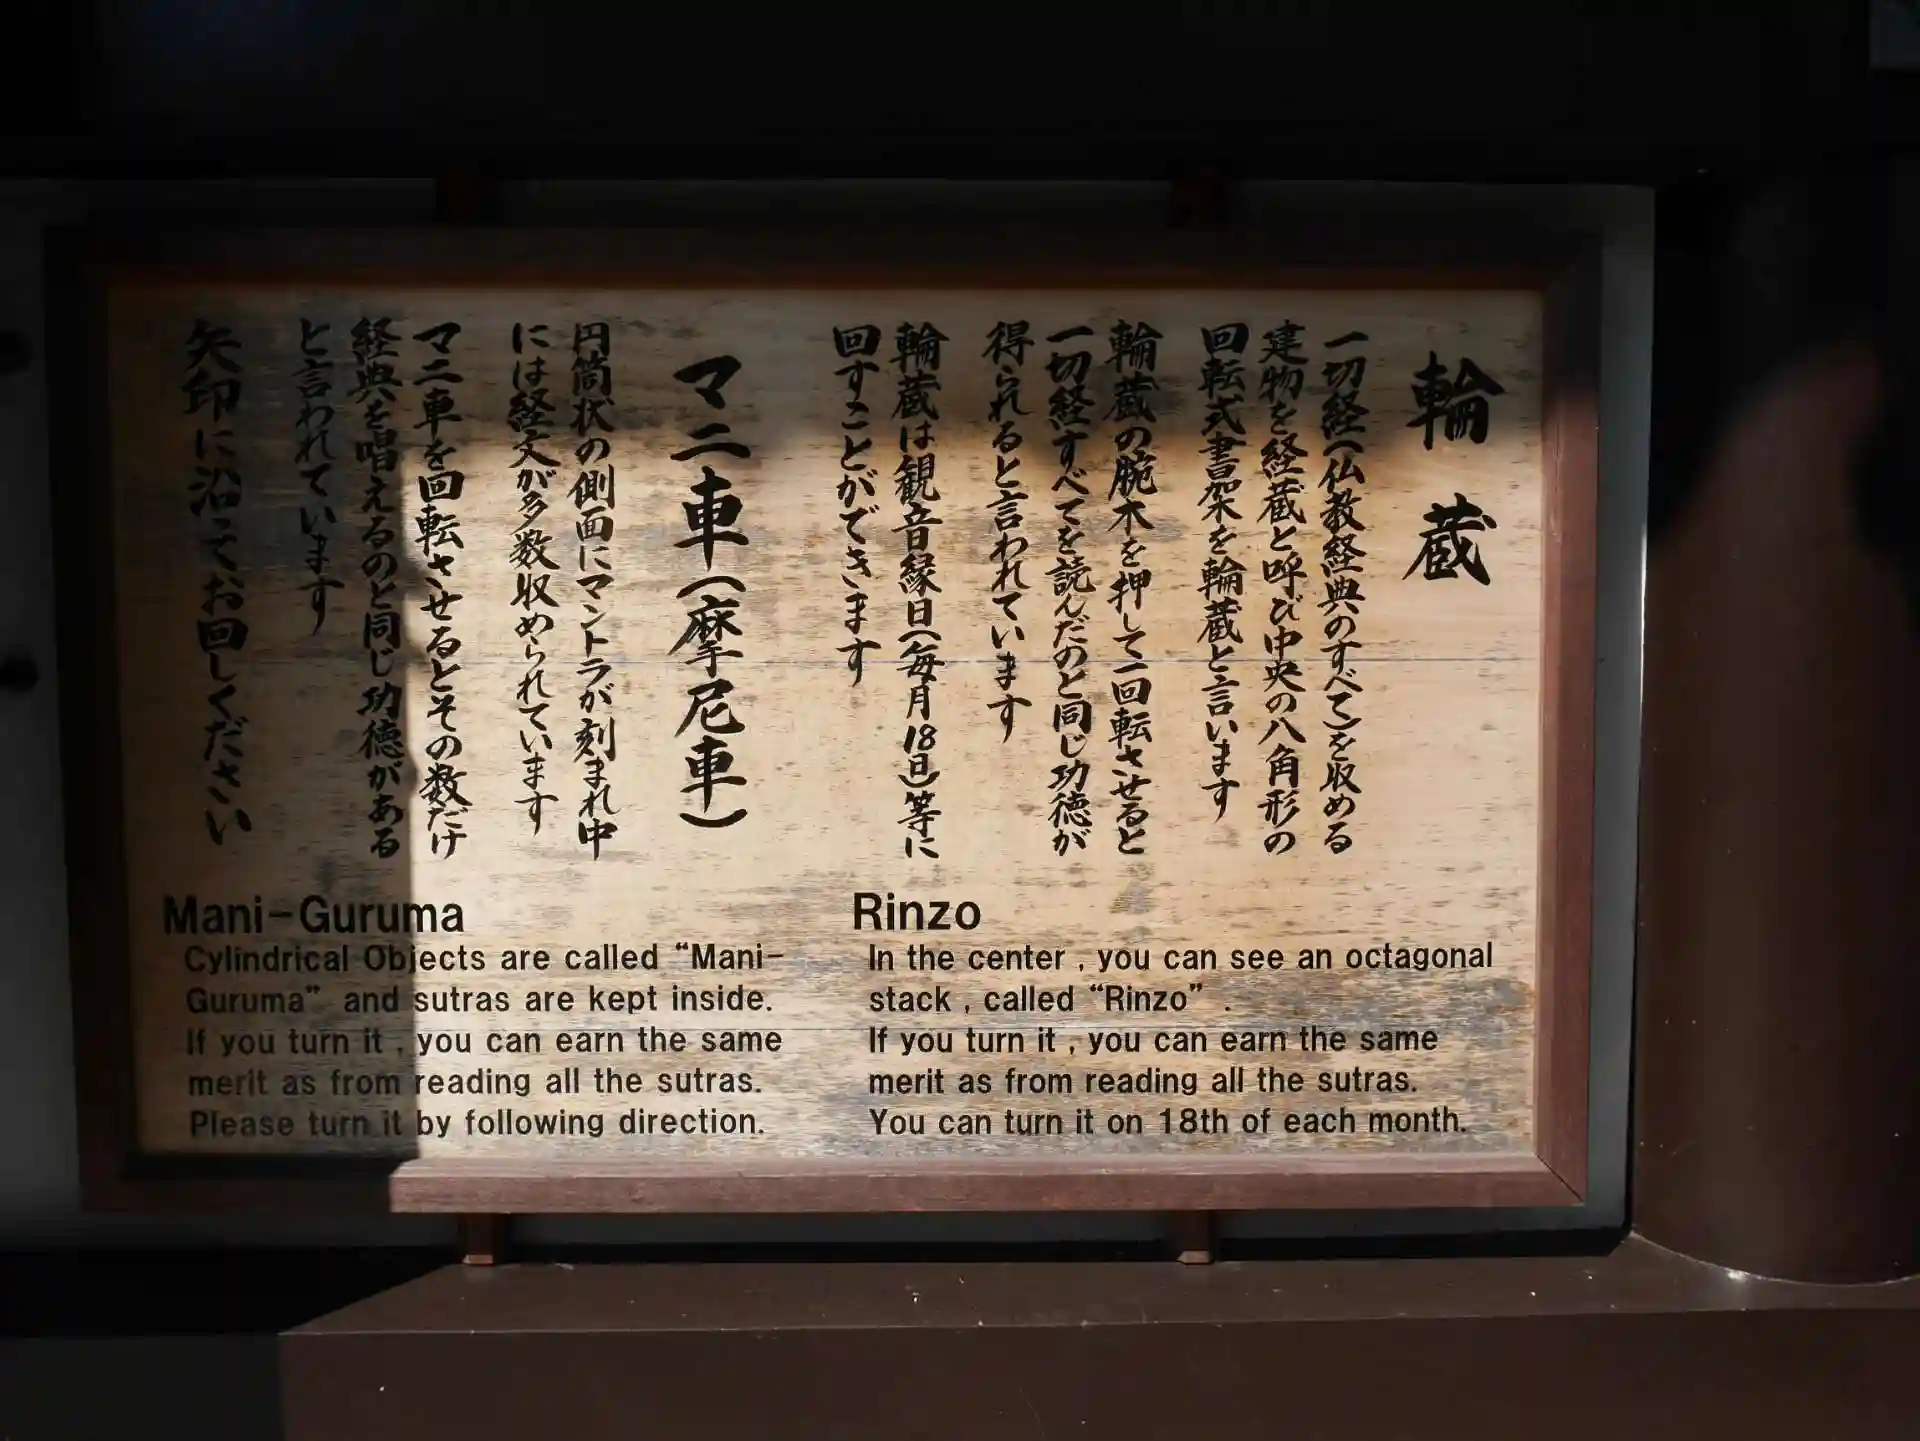 輪蔵
一切経(仏教経典のすべて)を収める
建物を経蔵と呼び中央の八角形の
回転式書架を輪蔵と言います
輪蔵の腕木を押して一回転させると
一切経すべてを読んだのと同じ功徳が
得られると言われています
輪蔵は観音縁日(毎月18日)等に
回すことができます
マニ車(摩尼車)
円筒状の側面にマントラが刻まれ中
には経文が多数収められています
マニ車を回転させるとその数だけ
経典を唱えるのと同じ功徳がある
と言われています
矢印に沿ってお回しください
Mani-Guruma
Cylindrical Objects are called “Mani-
Guruma” and sutras are kept inside.
If you turn it , you can earn the same
merit as from reading all the sutras.
Please turn it by following direction.
Rinzo
In the center , you can see an octagonal
stack , called “Rinzo” .
If you turn it , you can earn the same
merit as from reading all the sutras.
You can turn it on 18th of each month.